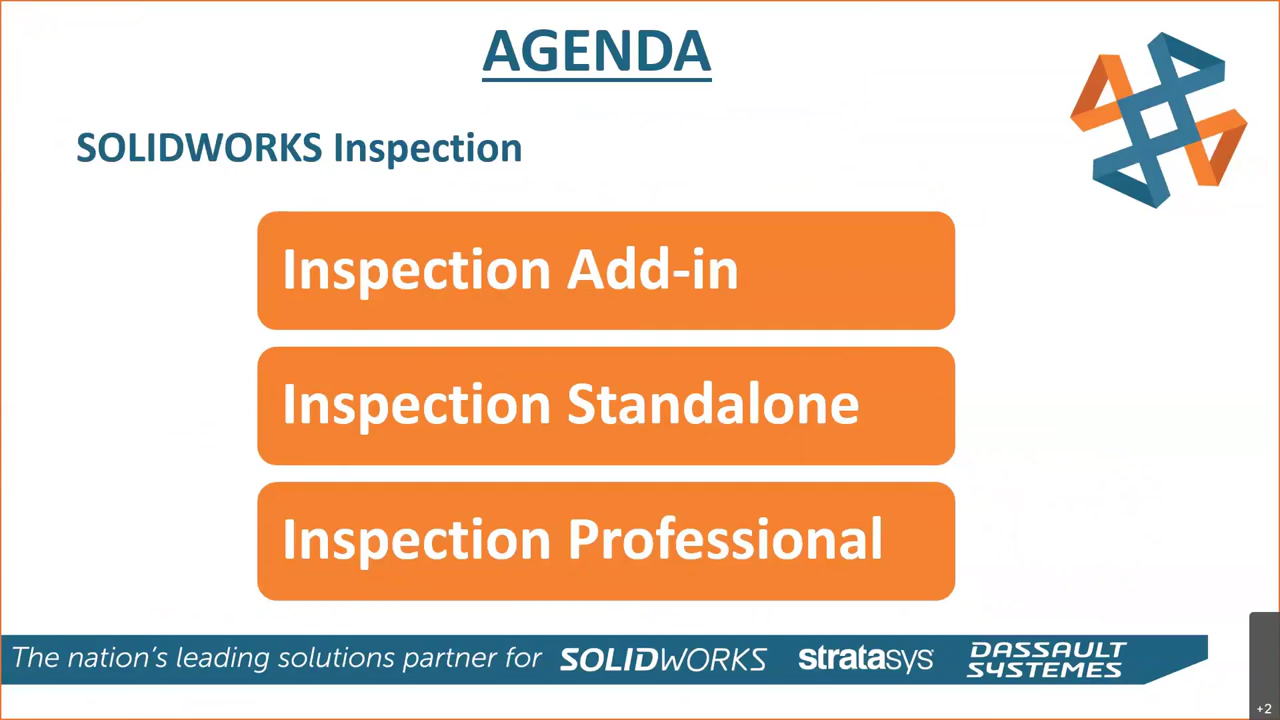 AGENDA
SOLIDWORKS Inspection
Inspection Add-in
Inspection Standalone
Inspection Professional
The nation's leading solutions partner for SOLIDWORKS stratasys DASSAULT SYSTEMES
+2